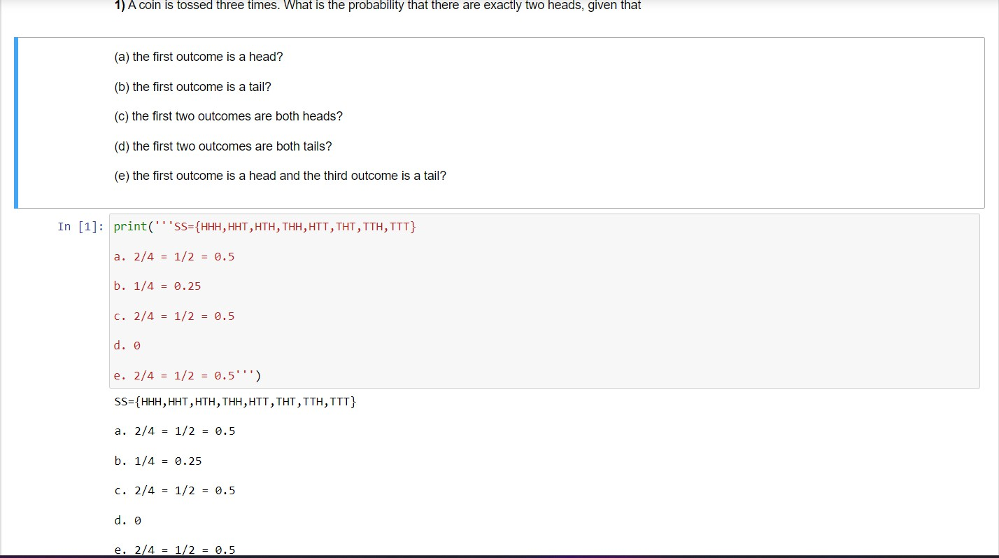 1) A coin is tossed three times. What is the probability that there are exactly two heads, given that
(a) the first outcome is a head?
(b) the first outcome is a tail?
(c) the first two outcomes are both heads?
(d) the first two outcomes are both tails?
(e) the first outcome is a head and the third outcome is a tail?
In [1]: print('''SS={HHH,HHT,HTH,THH,HTT,THT,TTH,TTT}
a. 2/4 = 1/2 = 0.5
b. 1/4 = 0.25
c. 2/4 = 1/2 = 0.5
d. 0
e. 2/4 = 1/2 = 0.5''')
SS={HHH,HHT,HTH,THH,HTT,THT,TTH,TTT}
a. 2/4 = 1/2 = 0.5
b. 1/4 = 0.25
c. 2/4 = 1/2 = 0.5
d. 0
e. 2/4 = 1/2 = 0.5